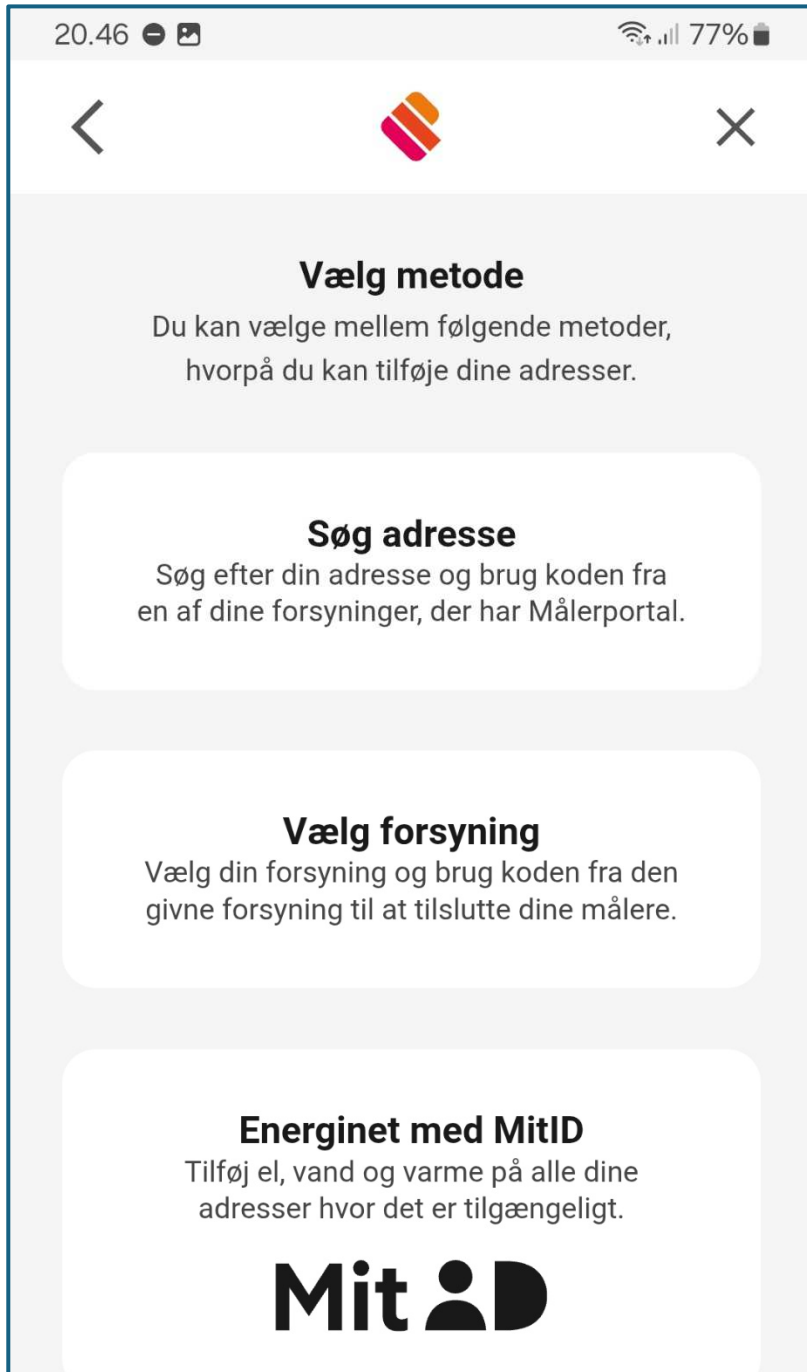 20.46 77%
Vælg metode
Du kan vælge mellem følgende metoder,
hvorpå du kan tilføje dine adresser.
Søg adresse
Søg efter din adresse og brug koden fra
en af dine forsyninger, der har Målerportal.
Vælg forsyning
Vælg din forsyning og brug koden fra den
givne forsyning til at tilslutte dine målere.
Energinet med MitID
Tilføj el, vand og varme på alle dine
adresser hvor det er tilgængeligt.
Mit ID